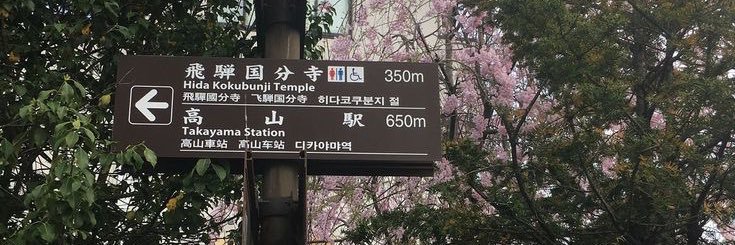 飛騨国分寺 350m
Hida Kokubunji Temple
飛騨國分寺 飞騨国分寺 히다코쿠분지 절
高山駅 650m
Takayama Station
高山車站 高山车站 디카야먀역